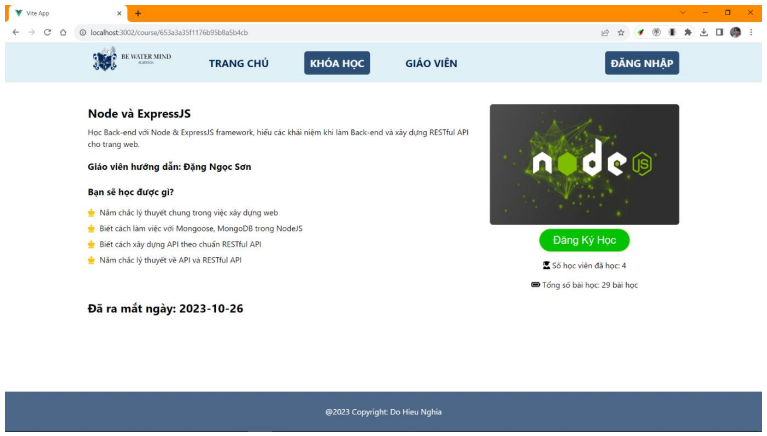 Vite App
localhost:3002/course/653a3a35f1176b95b8a5b4cb
BE WATER MIND
TRANG CHỦ
KHÓA HỌC
GIÁO VIÊN
ĐĂNG NHẬP
Node và ExpressJS
Học Back-end với Node & ExpressJS framework, hiểu các khái niệm khi làm Back-end và xây dựng RESTful API
cho trang web.
Giáo viên hướng dẫn: Đặng Ngọc Sơn
Bạn sẽ học được gì?
Nắm chắc lý thuyết chung trong việc xây dựng web
Biết cách làm việc với Mongoose, MongoDB trong NodeJS
Biết cách xây dựng API theo chuẩn RESTful API
Nắm chắc lý thuyết về API và RESTful API
Đã ra mắt ngày: 2023-10-26
node JS
Đăng Ký Học
Số học viên đã học: 4
Tổng số bài học: 29 bài học
@2023 Copyright: Do Hieu Nghia